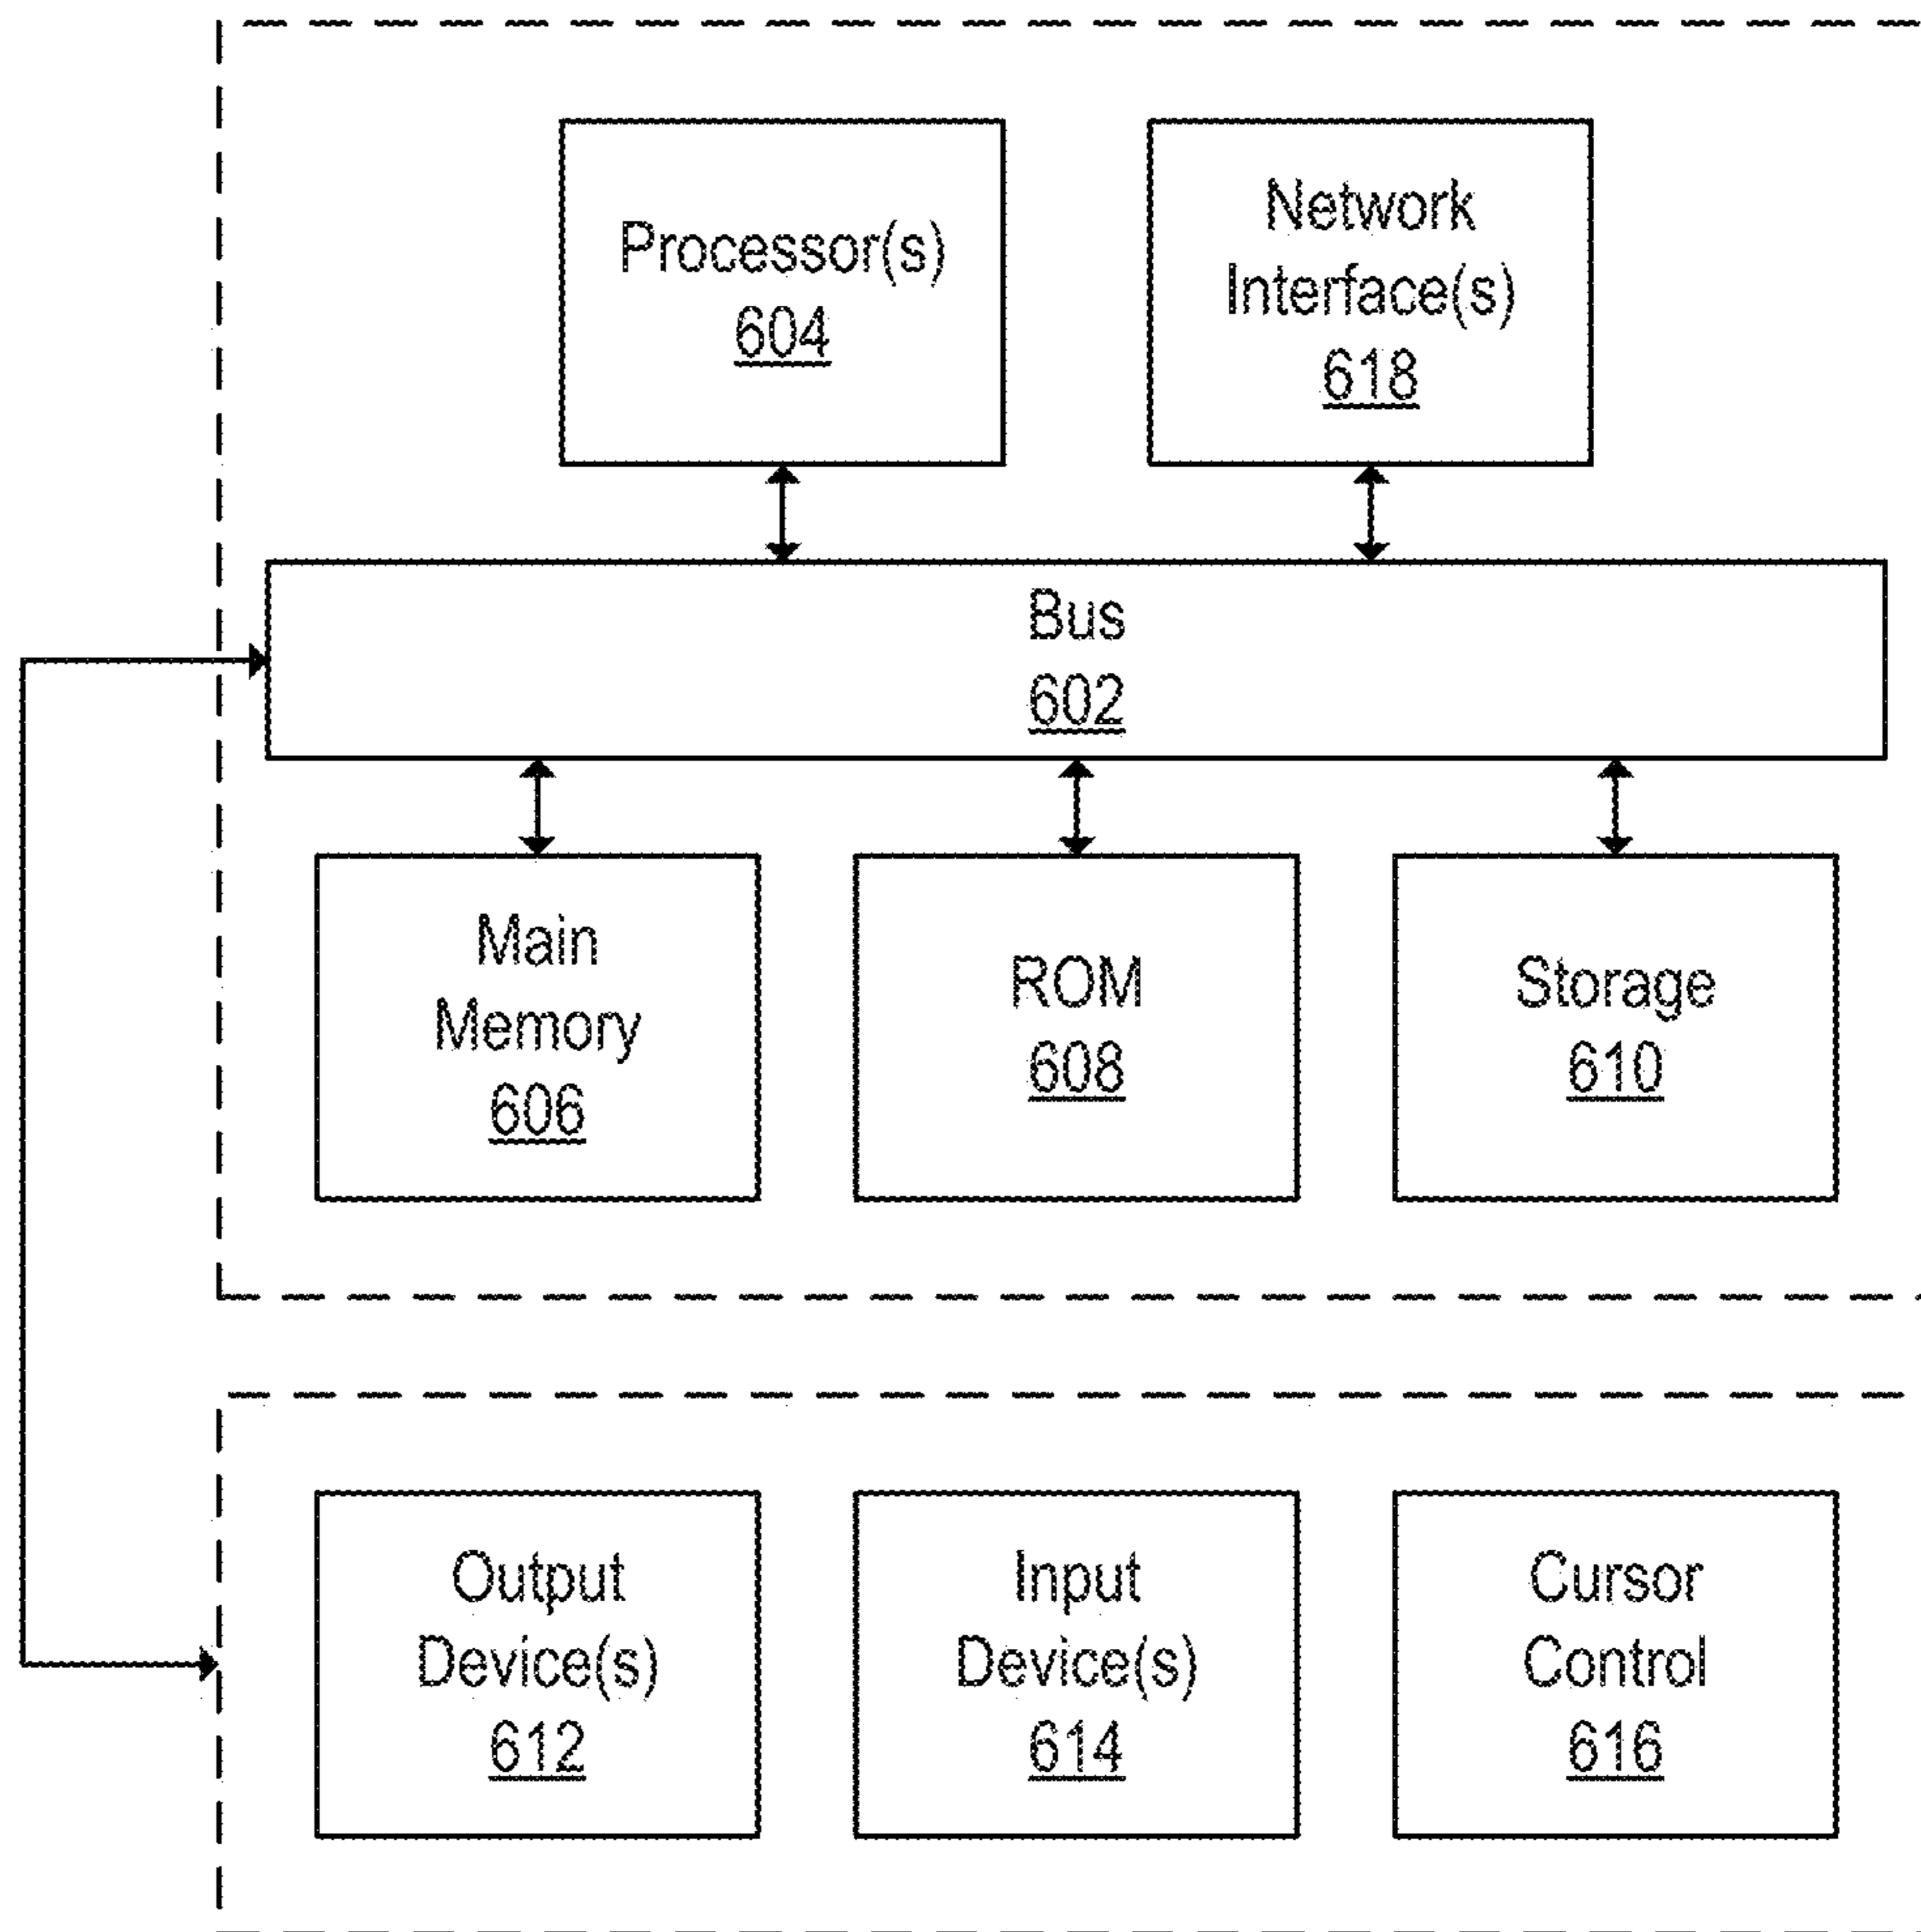 Processor(s)
604
Network
Interface(s)
618
Bus
602
Main
Memory
606
ROM
608
Storage
610
Output
Device(s)
612
Input
Device(s)
614
Cursor
Control
616